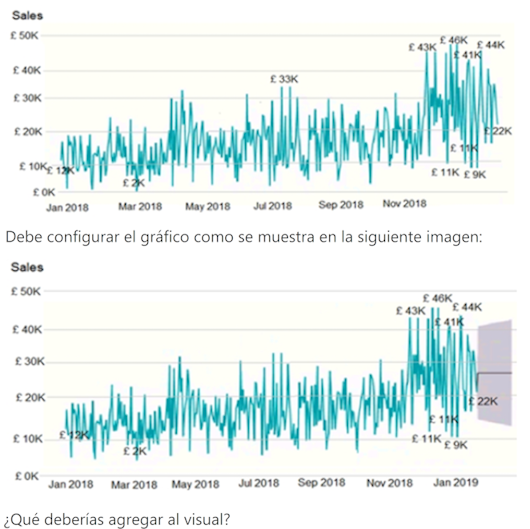 Sales
£ 50K
£ 43K £ 46K £ 44K
£ 41K
£ 40K
£ 33K
£ 30K
£ 20K
£ 22K
£ 11K
£ 10K £ 12K £ 11K £ 9K
£ 2K
£ 0K
Jan 2018 Mar 2018 May 2018 Jul 2018 Sep 2018 Nov 2018
Debe configurar el gráfico como se muestra en la siguiente imagen:
Sales
£ 50K
£ 46K
£ 43K £ 44K
£ 41K
£ 40K
£ 30K
£ 20K £ 22K
£ 11K
£ 12K
£ 10K £ 11K
£ 9K
£ 2K
£ 0K
Jan 2018 Mar 2018 May 2018 Jul 2018 Sep 2018 Nov 2018 Jan 2019
¿Qué deberías agregar al visual?